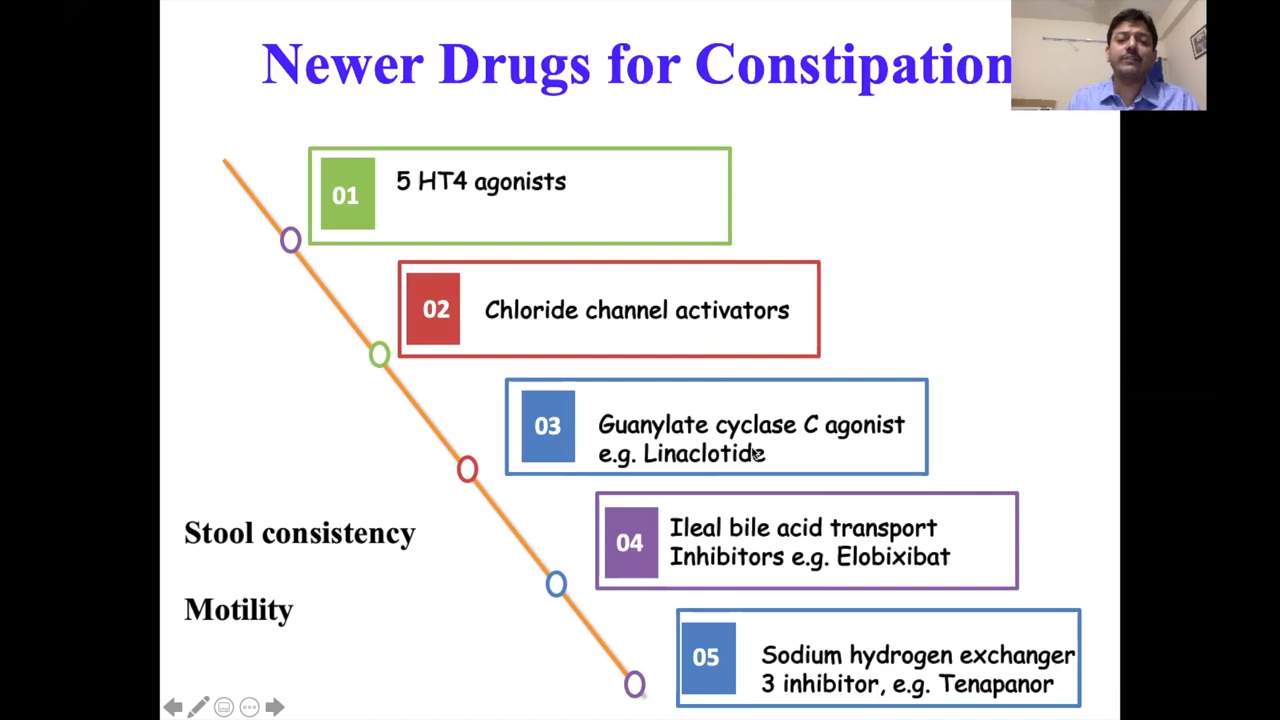 Newer Drugs for Constipation
01
5 HT4 agonists
02
Chloride channel activators
03
Guanylate cyclase C agonist
e.g. Linaclotide
04
Ileal bile acid transport
Inhibitors e.g. Elobixibat
Stool consistency
Motility
05
Sodium hydrogen exchanger
3 inhibitor, e.g. Tenapanor